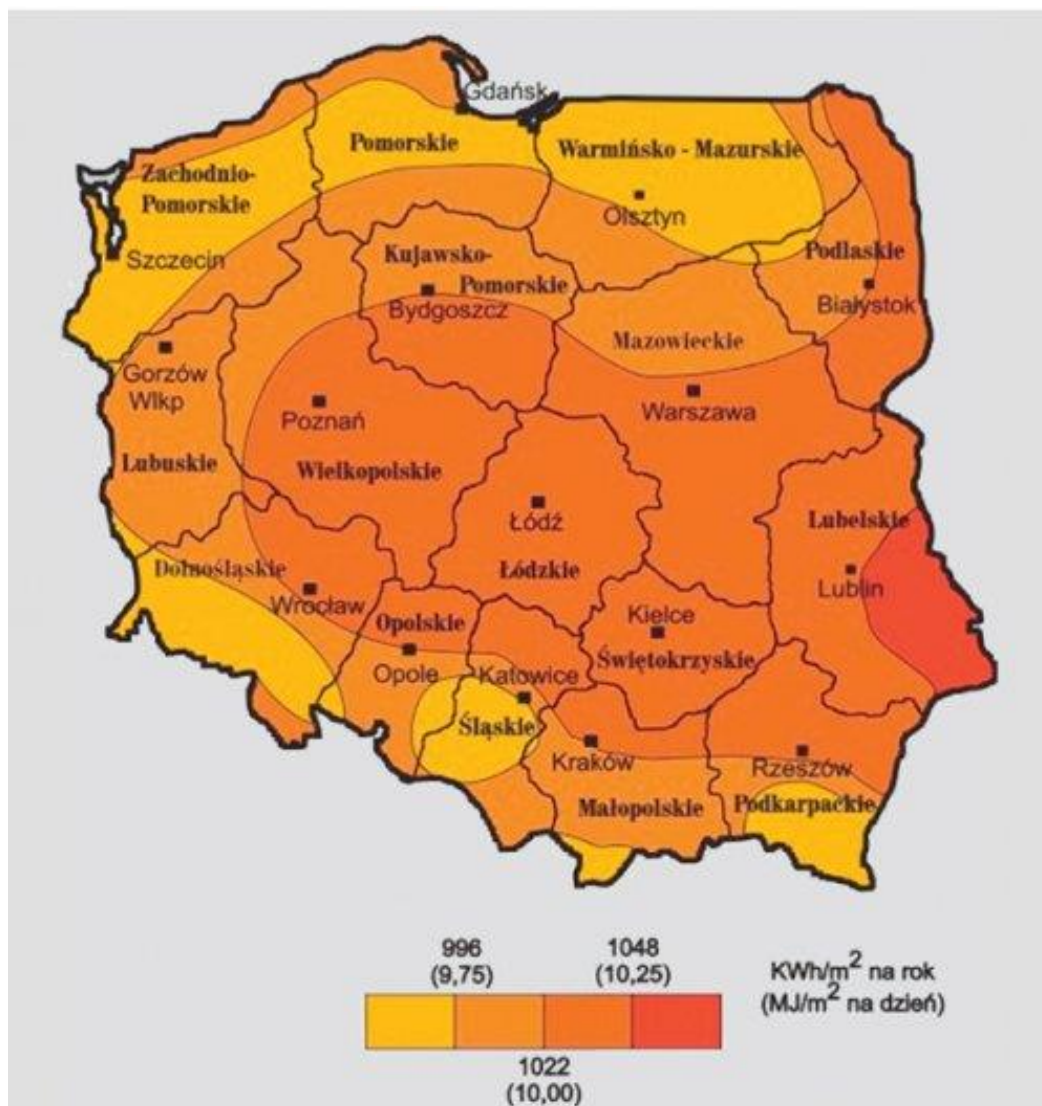 Gdańsk
Pomorskie
Warmińsko - Mazurskie
Zachodnio-
Pomorskie
Olsztyn
Szczecin
Kujawsko-
Pomorskie
Podlaskie
Bydgoszcz
Białystok
Mazowieckie
Gorzów
Wlkp
Poznań
Warszawa
Lubuskie
Wielkopolskie
Łódź
Lubelskie
Dolnośląskie
Łódzkie
Lublin
Wrocław
Opolskie
Kielce
Świętokrzyskie
Opole
Katowice
Śląskie
Kraków
Rzeszów
Małopolskie
Podkarpackie
996
(9,75)
1048
(10,25)
KWh/m² na rok
(MJ/m² na dzień)
1022
(10,00)